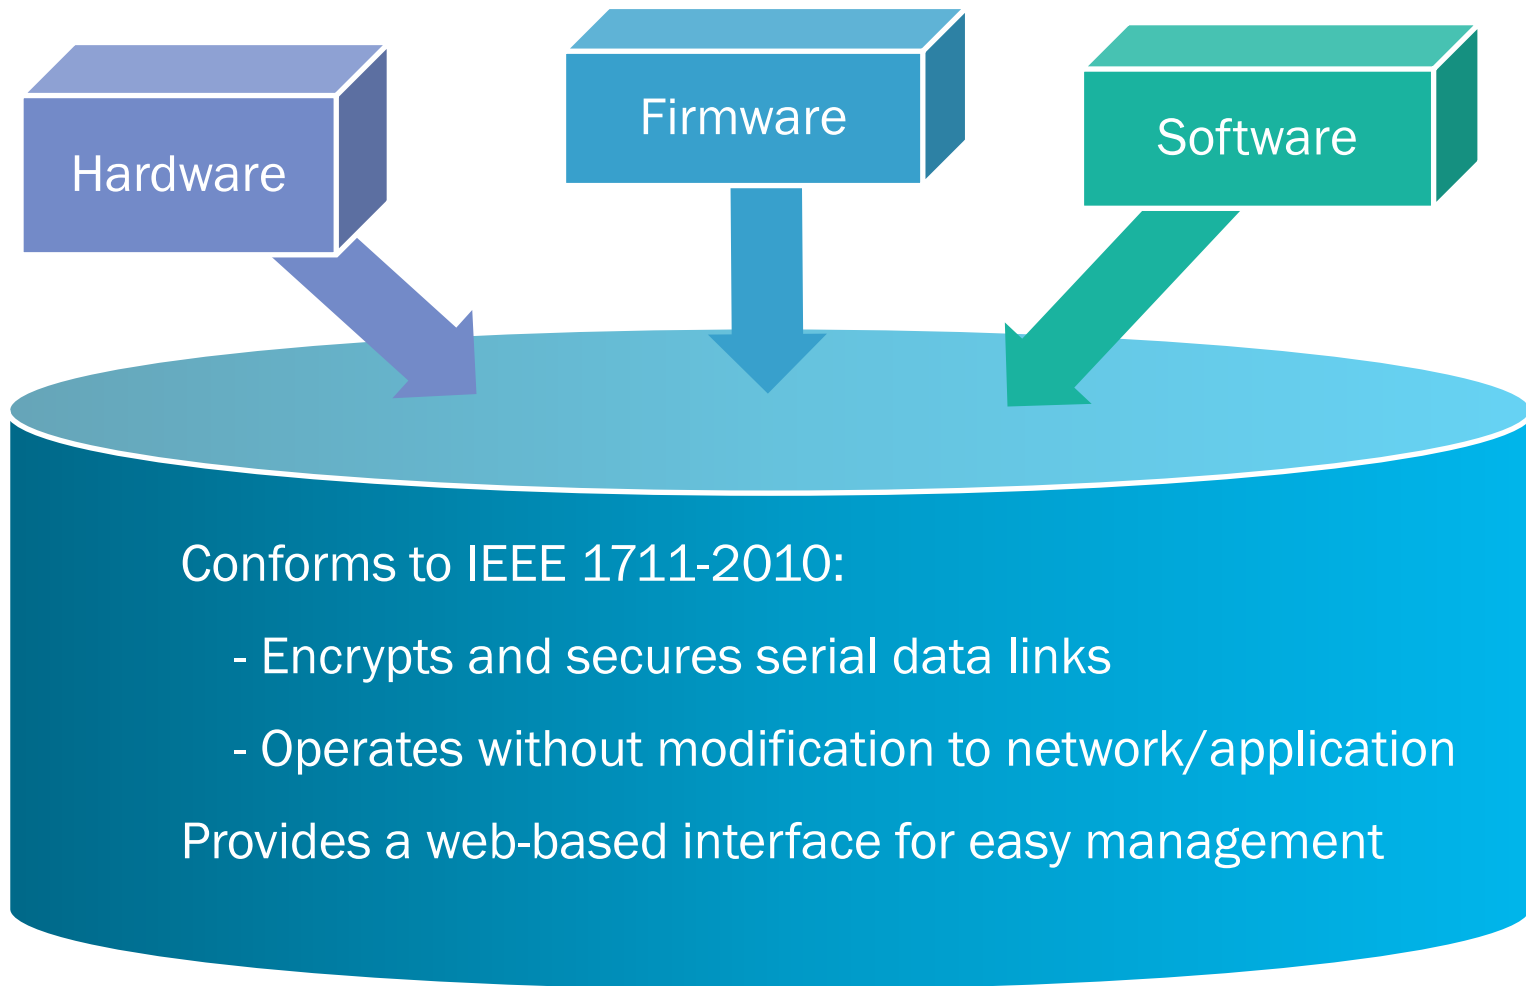 Hardware
Firmware
Software
Conforms to IEEE 1711-2010:
- Encrypts and secures serial data links
- Operates without modification to network/application
Provides a web-based interface for easy management